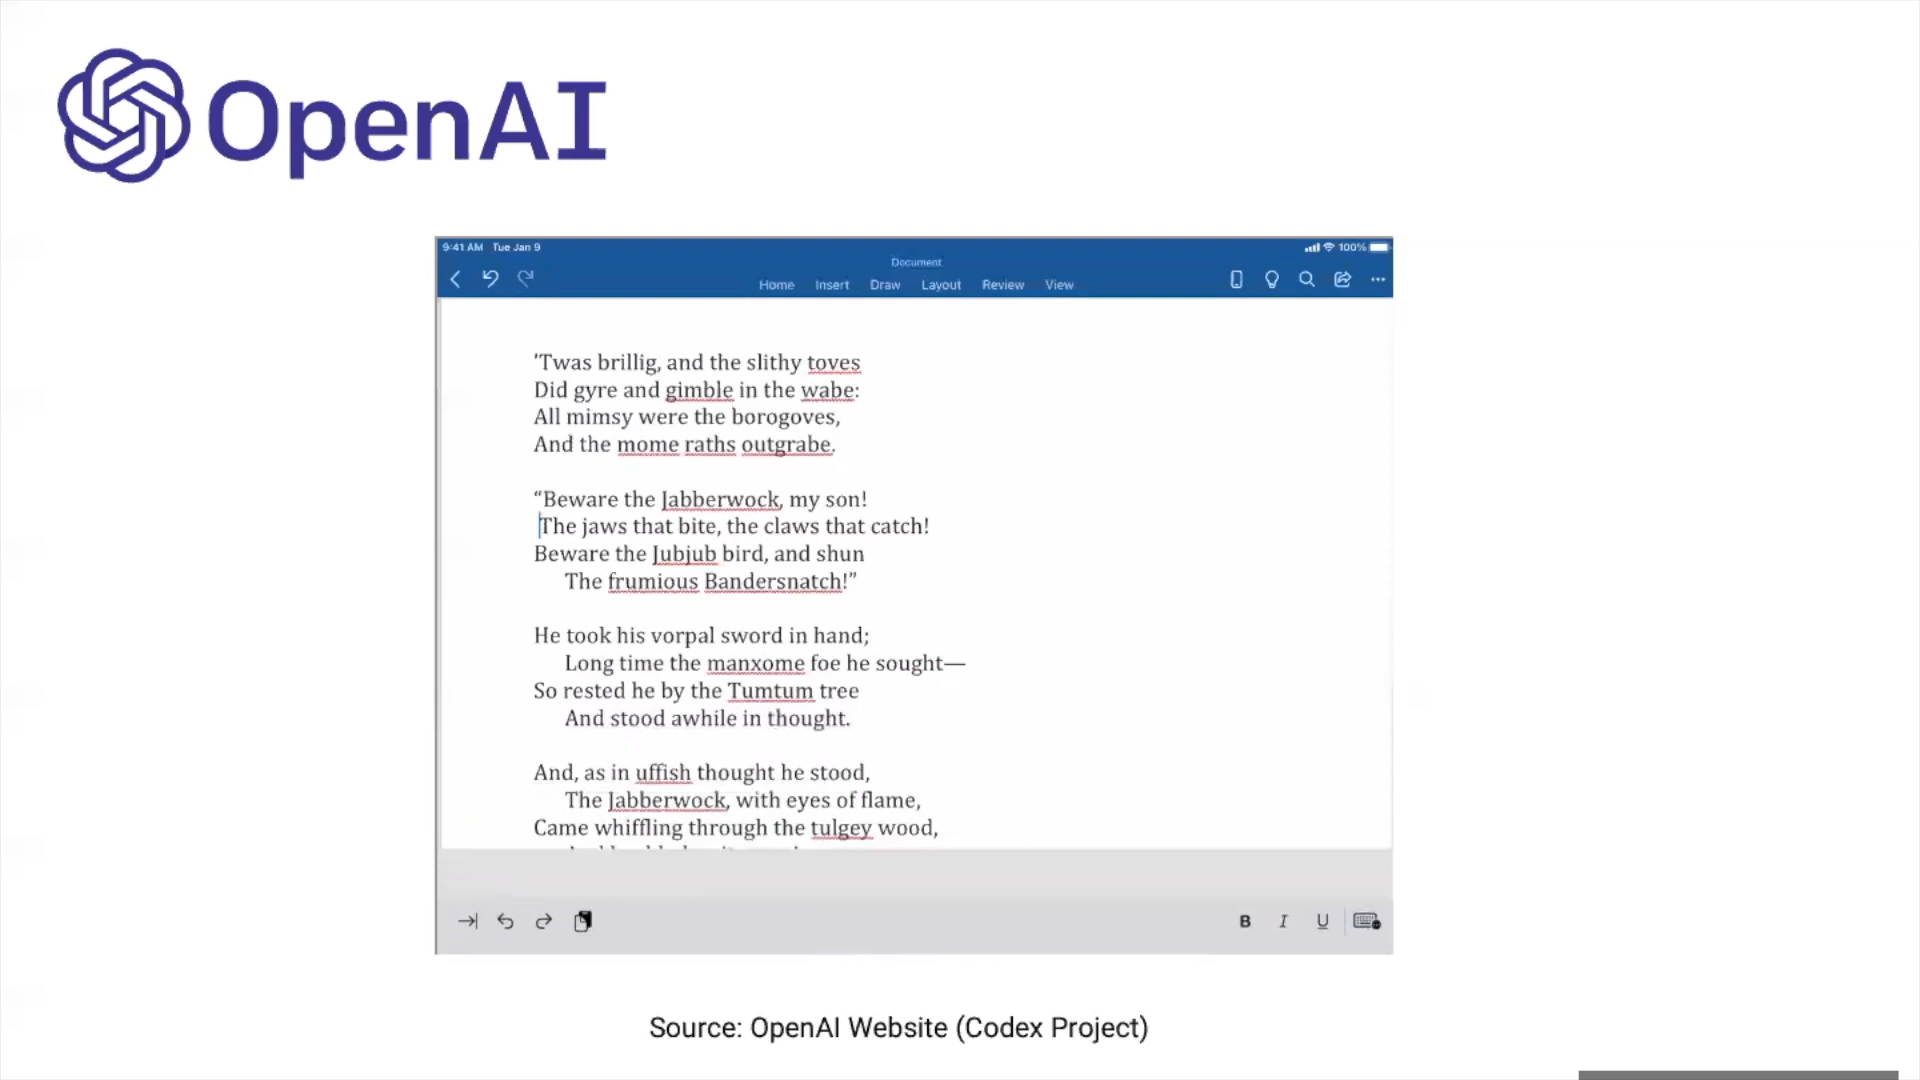 OpenAI
9:41 AM Tue Jan 9
100%
Document
Home Insert Draw Layout Review View
'Twas brillig, and the slithy toves
Did gyre and gimble in the wabe:
All mimsy were the borogoves,
And the mome raths outgrabe.
“Beware the Jabberwock, my son!
The jaws that bite, the claws that catch!
Beware the Jubjub bird, and shun
The frumious Bandersnatch!”
He took his vorpal sword in hand;
Long time the manxome foe he sought—
So rested he by the Tumtum tree
And stood awhile in thought.
And, as in uffish thought he stood,
The Jabberwock, with eyes of flame,
Came whiffling through the tulgey wood,
B I U
Source: OpenAI Website (Codex Project)